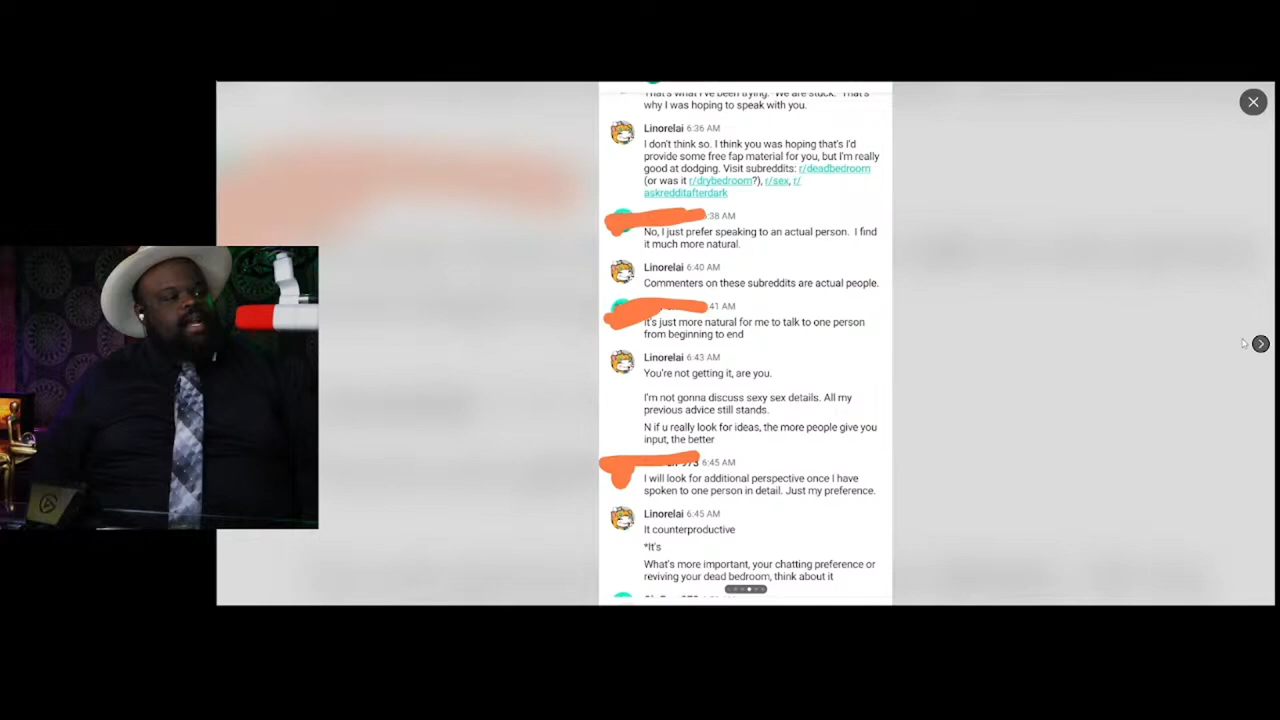 That's what I've been trying. We are stuck. That's
why I was hoping to speak with you.
Linorelai 6:36 AM
I don't think so. I think you was hoping that's I'd
provide some free fap material for you, but I'm really
good at dodging. Visit subreddits: r/deadbedroom
(or was it r/drybedroom?), r/sex, r/
askredditafterdark
:38 AM
No, I just prefer speaking to an actual person. I find
it much more natural.
Linorelai 6:40 AM
Commenters on these subreddits are actual people.
:41 AM
It's just more natural for me to talk to one person
from beginning to end
Linorelai 6:43 AM
You're not getting it, are you.
I'm not gonna discuss sexy sex details. All my
previous advice still stands.
N if u really look for ideas, the more people give you
input, the better
6:45 AM
I will look for additional perspective once I have
spoken to one person in detail. Just my preference.
Linorelai 6:45 AM
It counterproductive
*It's
What's more important, your chatting preference or
reviving your dead bedroom, think about it